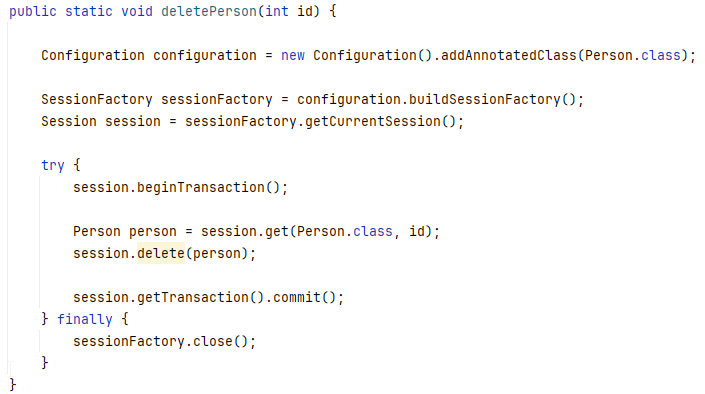 public static void deletePerson(int id) {
Configuration configuration = new Configuration().addAnnotatedClass(Person.class);
SessionFactory sessionFactory = configuration.buildSessionFactory();
Session session = sessionFactory.getCurrentSession();
try {
session.beginTransaction();
Person person = session.get(Person.class, id);
session.delete(person);
session.getTransaction().commit();
} finally {
sessionFactory.close();
}
}